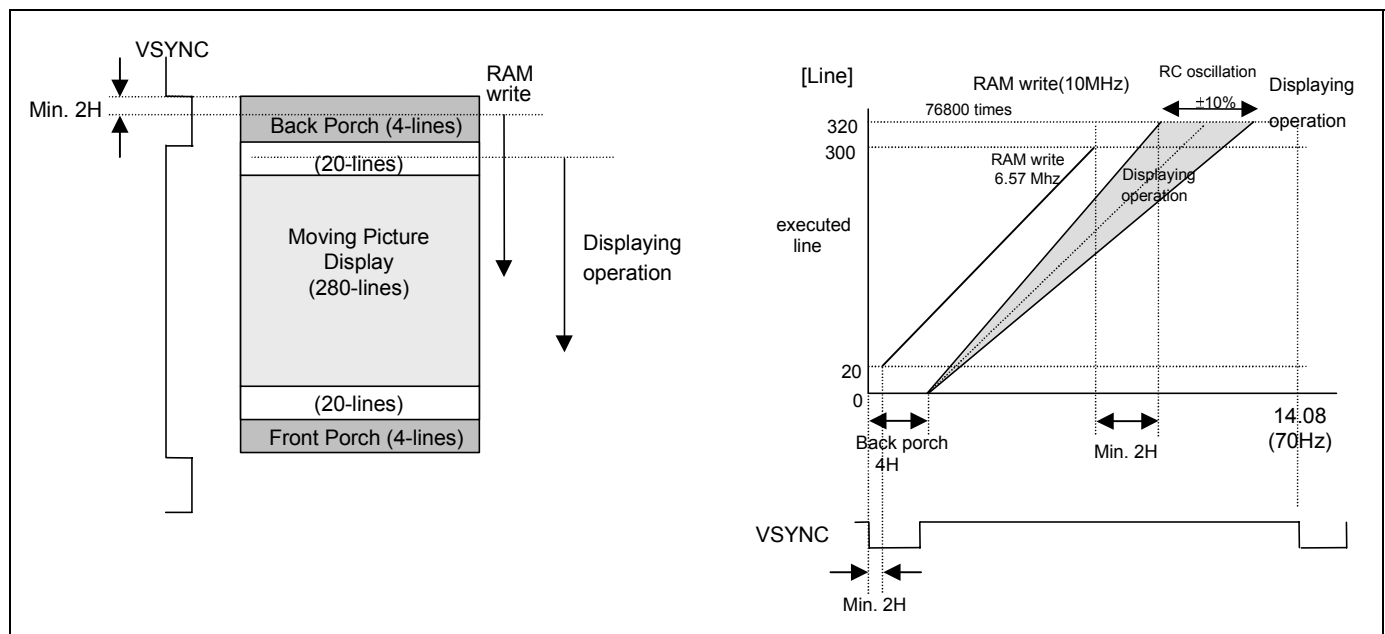 VSYNC
RAM
write
Min. 2H
Back Porch (4-lines)
(20-lines)
Moving Picture
Display
(280-lines)
Displaying
operation
(20-lines)
Front Porch (4-lines)
[Line]
RAM write(10MHz)
RC oscillation
±10%
Displaying
operation
76800 times
320
300
RAM write
6.57 Mhz
Displaying
operation
executed
line
20
0
Back porch
4H
Min. 2H
14.08
(70Hz)
VSYNC
Min. 2H